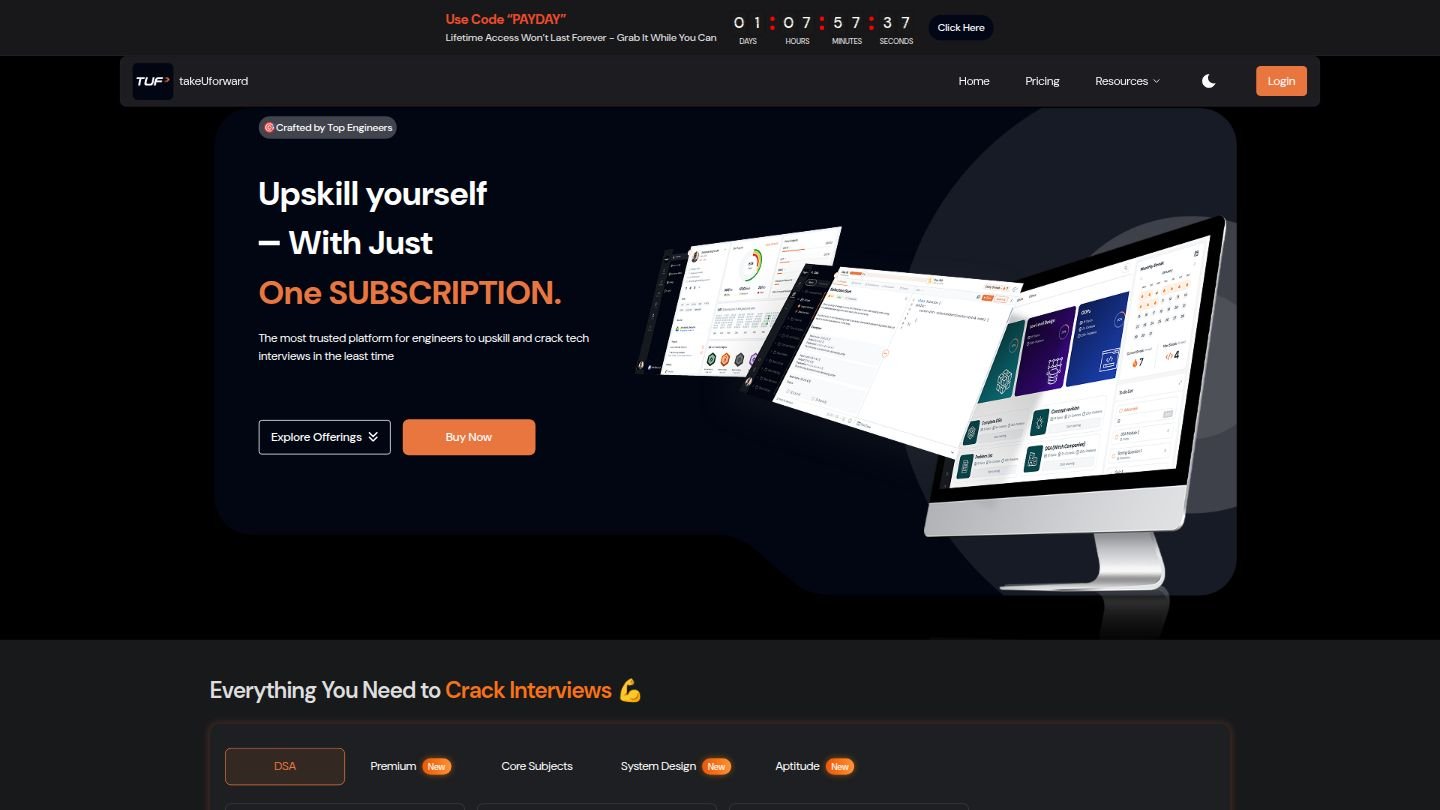 Use Code “PAYDAY”
Lifetime Access Won’t Last Forever – Grab It While You Can
01 : 07 : 57 : 37
DAYS HOURS MINUTES SECONDS
Click Here
TUF
takeUforward
Home
Pricing
Resources
Login
🎯Crafted by Top Engineers
Upskill yourself
– With Just
One SUBSCRIPTION.
The most trusted platform for engineers to upskill and crack tech
interviews in the least time
Explore Offerings
Buy Now
Everything You Need to Crack Interviews 💪
DSA
Premium New
Core Subjects
System Design New
Aptitude New